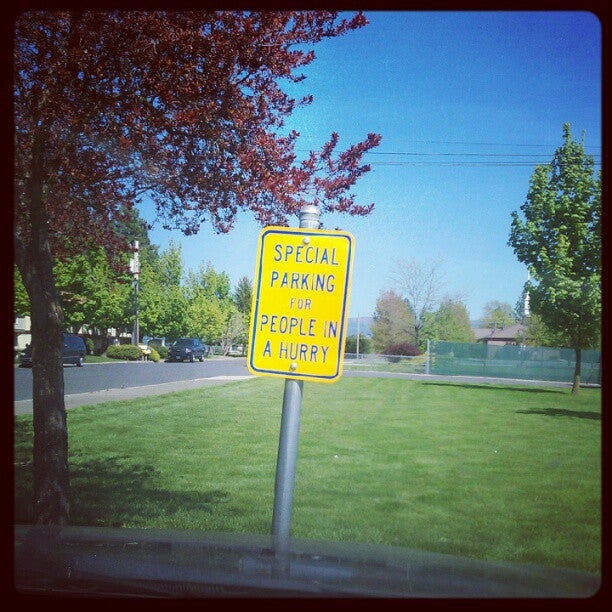 SPECIAL
PARKING
FOR
PEOPLE IN
A HURRY